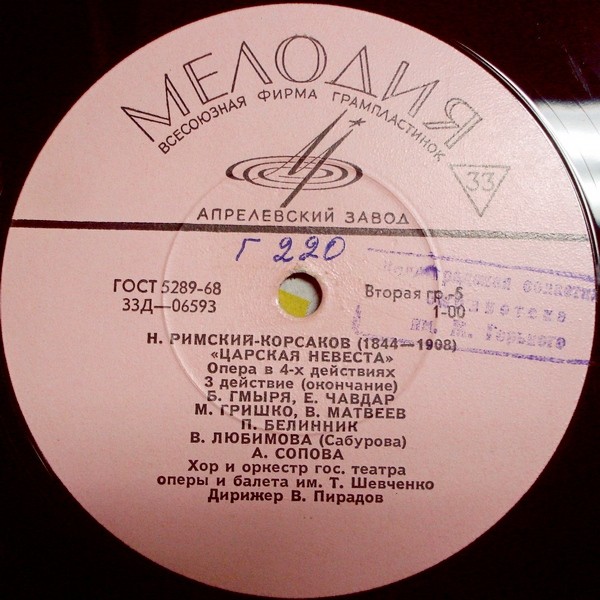 МЕЛОДИЯ
ВСЕСОЮЗНАЯ ФИРМА ГРАМПЛАСТИНОК
33
АПРЕЛЕВСКИЙ ЗАВОД
Г 220
ГОСТ 5289-68
33Д—06593
Вторая гр.-5
1-00
им. М. Горького
Н. РИМСКИЙ-КОРСАКОВ (1844—1908)
«ЦАРСКАЯ НЕВЕСТА»
Опера в 4-х действиях
3 действие (окончание)
Б. ГМЫРЯ, Е. ЧАВДАР
М. ГРИШКО, В. МАТВЕЕВ
П. БЕЛИННИК
В. ЛЮБИМОВА (Сабурова)
А. СОПОВА
Хор и оркестр гос. театра
оперы и балета им. Т. Шевченко
Дирижер В. Пирадов